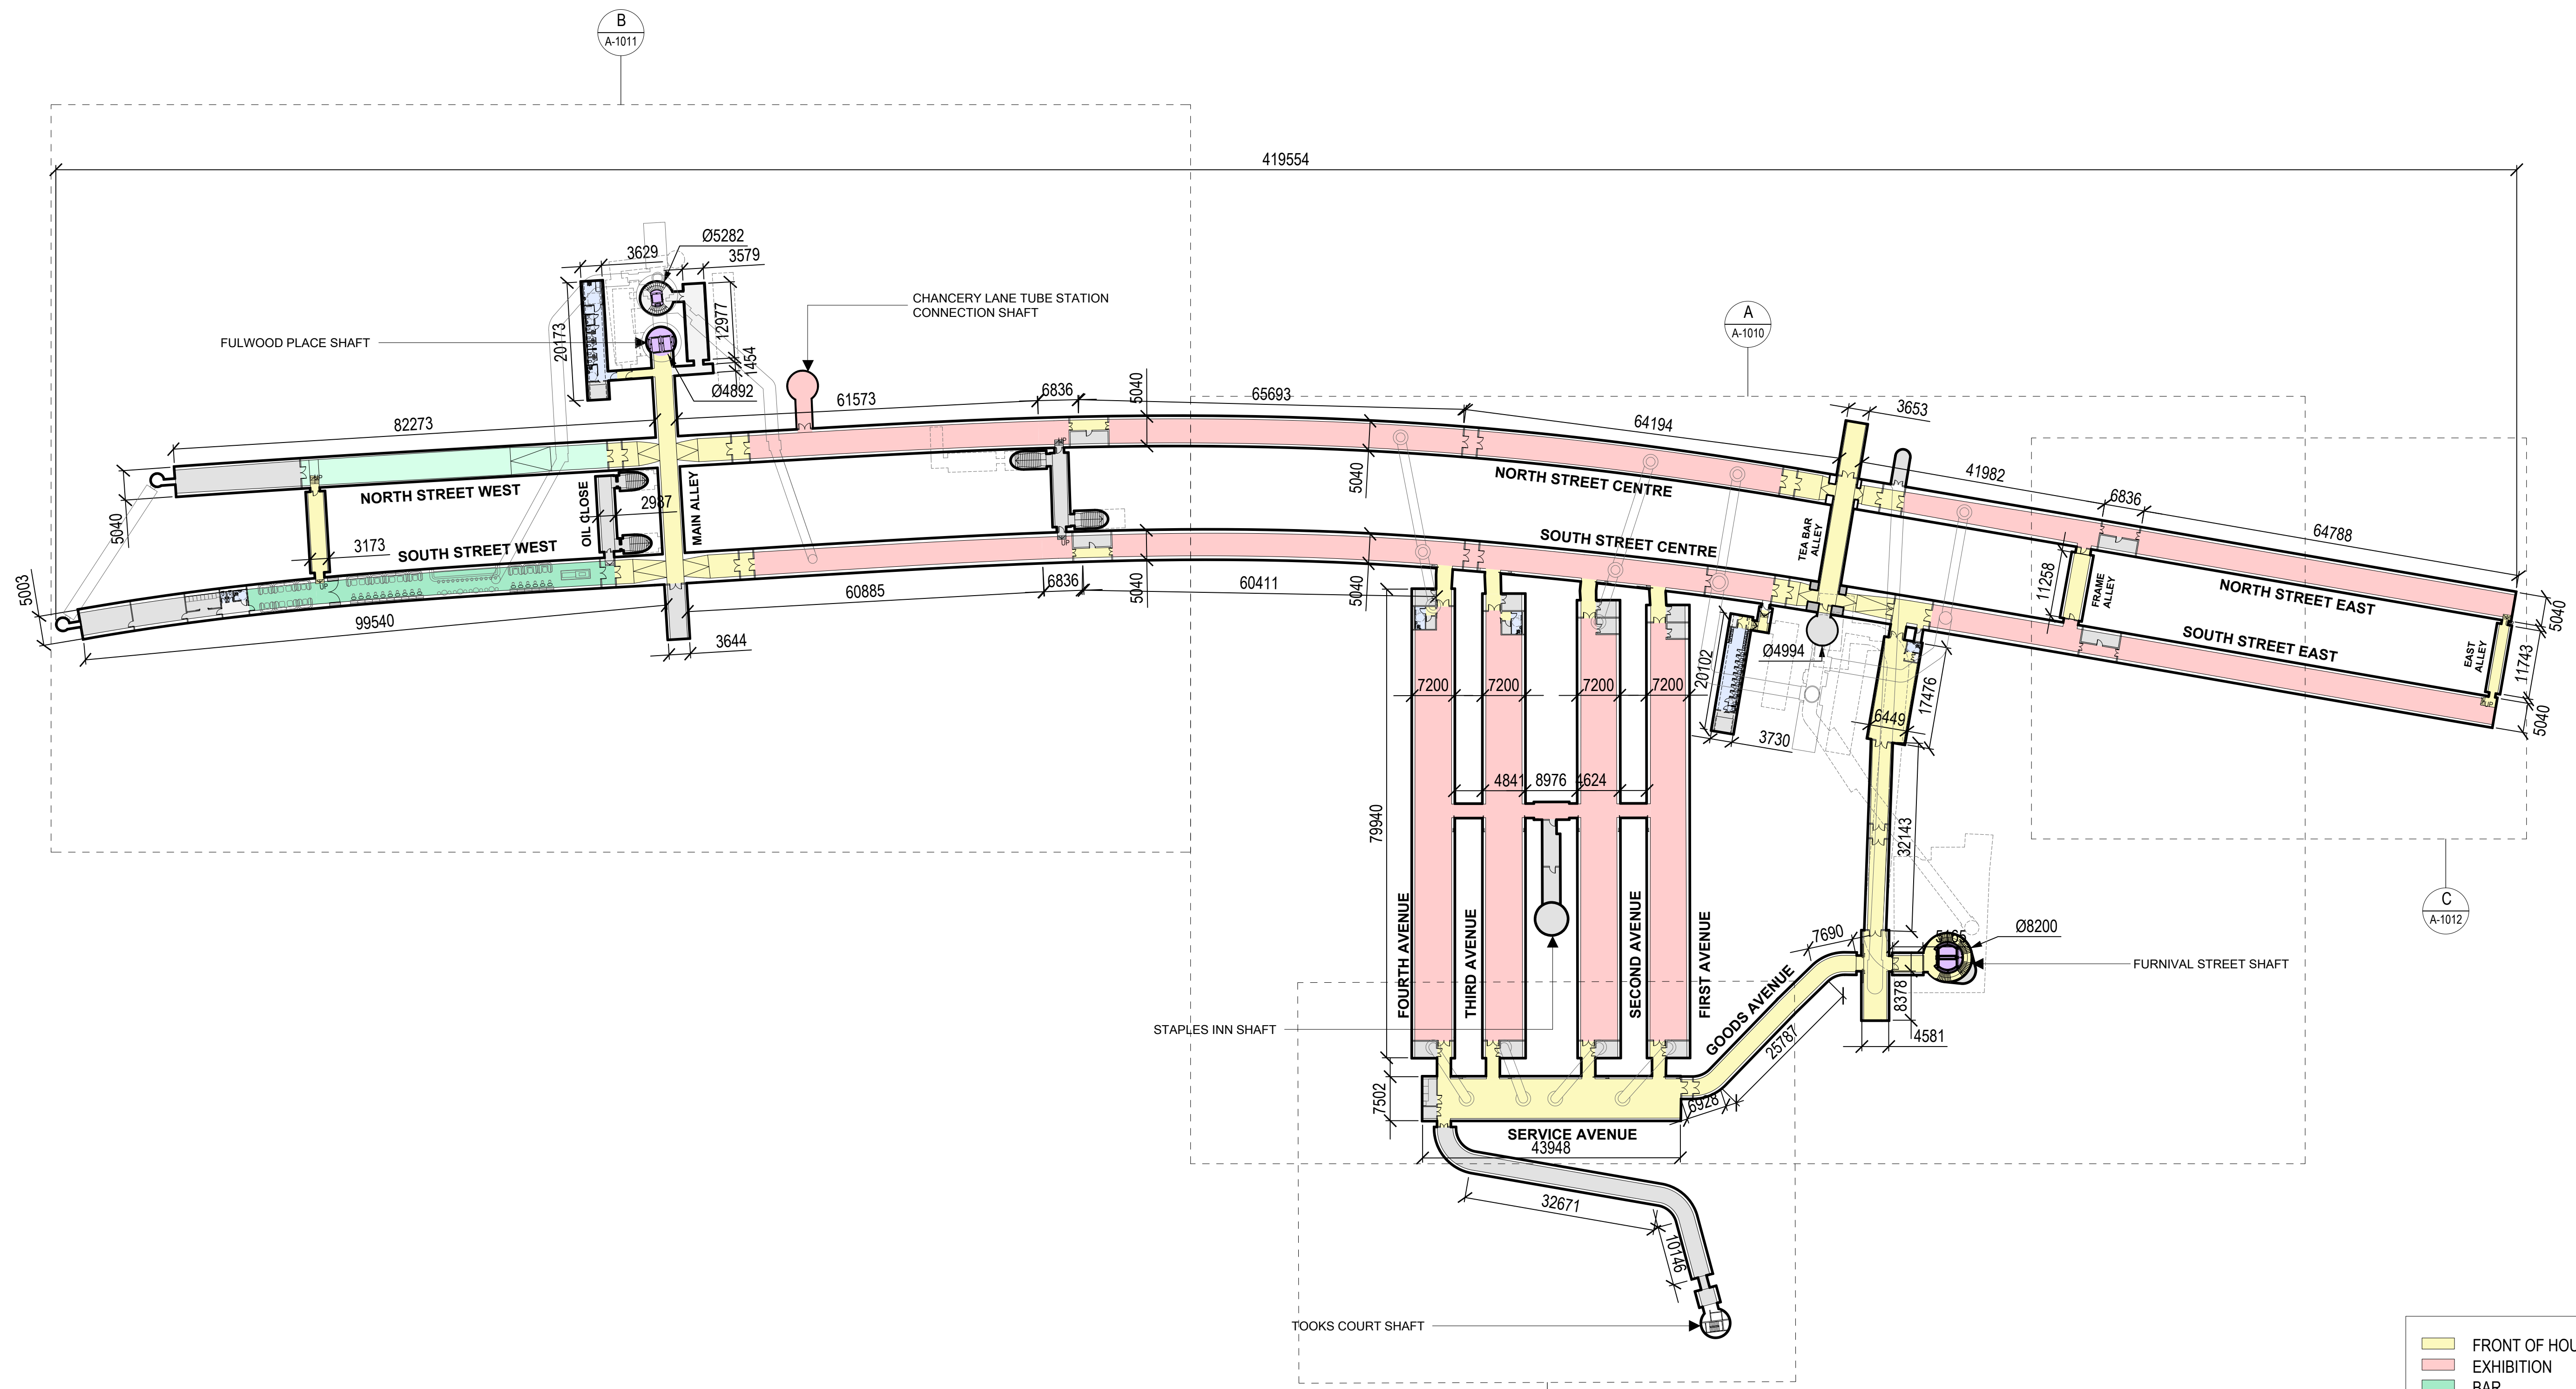 B
A-1011
419554
Ø5282
3629
3579
CHANCERY LANE TUBE STATION
CONNECTION SHAFT
A
A-1010
12977
20173
FULWOOD PLACE SHAFT
1454
Ø4892
61573
6836
5040
65693
3653
82273
64194
5040
NORTH STREET WEST
OIL CLOSE
2987
MAIN ALLEY
NORTH STREET CENTRE
41982
6836
5040
3173
SOUTH STREET WEST
SOUTH STREET CENTRE
TEA BAR
ALLEY
64788
5003
99540
3644
60885
6836
5040
60411
5040
11258
FRAME
ALLEY
NORTH STREET EAST
5040
SOUTH STREET EAST
EAST
ALLEY
11743
5040
Ø4994
20102
7200
7200
7200
7200
17476
6449
3730
4841
8976
4624
79940
32143
C
A-1012
FOURTH AVENUE
THIRD AVENUE
SECOND AVENUE
FIRST AVENUE
7690
5165
Ø8200
GOODS AVENUE
FURNIVAL STREET SHAFT
8378
25787
4581
STAPLES INN SHAFT
7502
6928
SERVICE AVENUE
43948
32671
10146
TOOKS COURT SHAFT
FRONT OF HOU
EXHIBITION
BAR